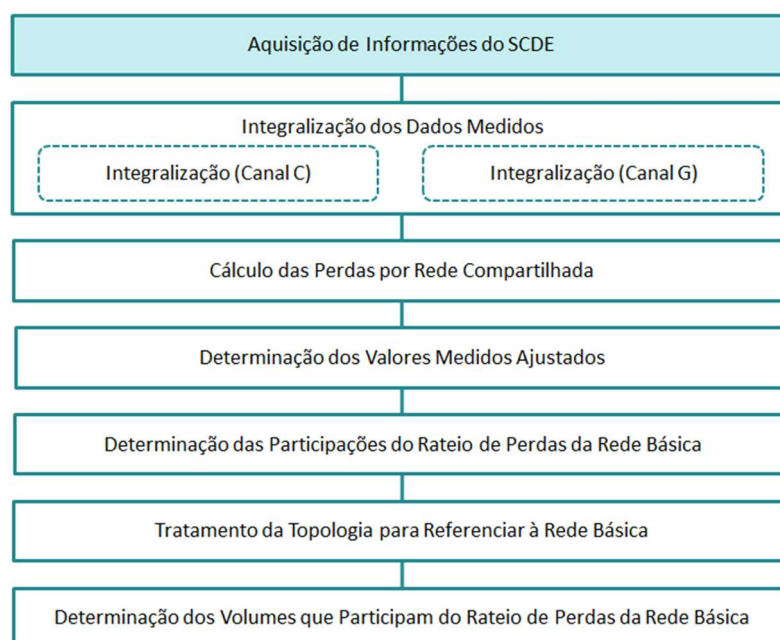 Aquisição de Informações do SCDE
Integralização dos Dados Medidos
Integralização (Canal C)
Integralização (Canal G)
Cálculo das Perdas por Rede Compartilhada
Determinação dos Valores Medidos Ajustados
Determinação das Participações do Rateio de Perdas da Rede Básica
Tratamento da Topologia para Referenciar à Rede Básica
Determinação dos Volumes que Participam do Rateio de Perdas da Rede Básica